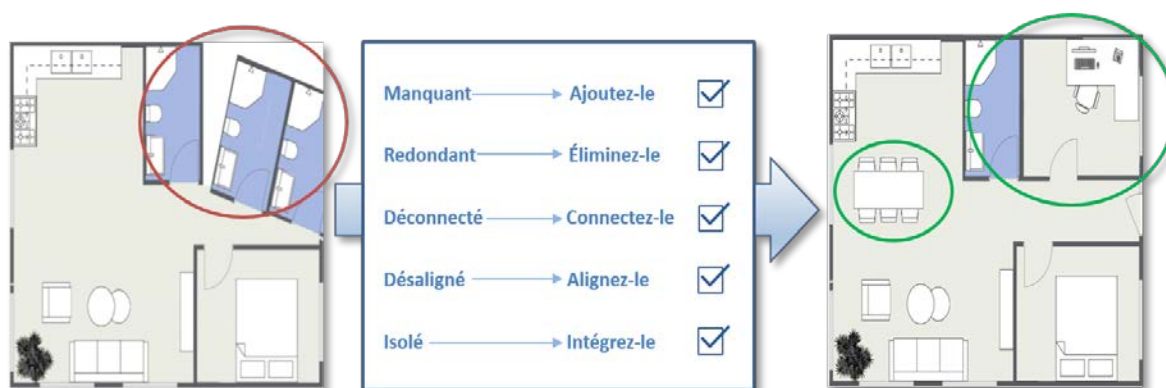 Manquant Ajoutez-le
Redondant Éliminez-le
Déconnecté Connectez-le
Désaligné Alignez-le
Isolé Intégrez-le